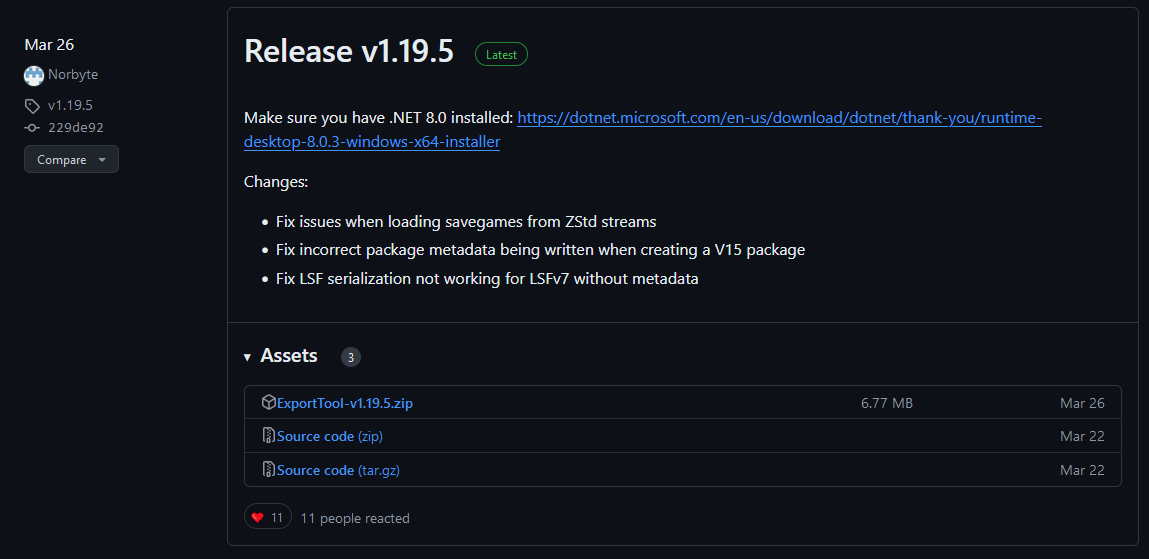 Mar 26
Norbyte
v1.19.5
229de92
Compare
Release v1.19.5 Latest
Make sure you have .NET 8.0 installed: https://dotnet.microsoft.com/en-us/download/dotnet/thank-you/runtime-
desktop-8.0.3-windows-x64-installer
Changes:
• Fix issues when loading savegames from ZStd streams
• Fix incorrect package metadata being written when creating a V15 package
• Fix LSF serialization not working for LSFv7 without metadata
Assets 3
ExportTool-v1.19.5.zip 6.77 MB Mar 26
Source code (zip) Mar 22
Source code (tar.gz) Mar 22
11 11 people reacted